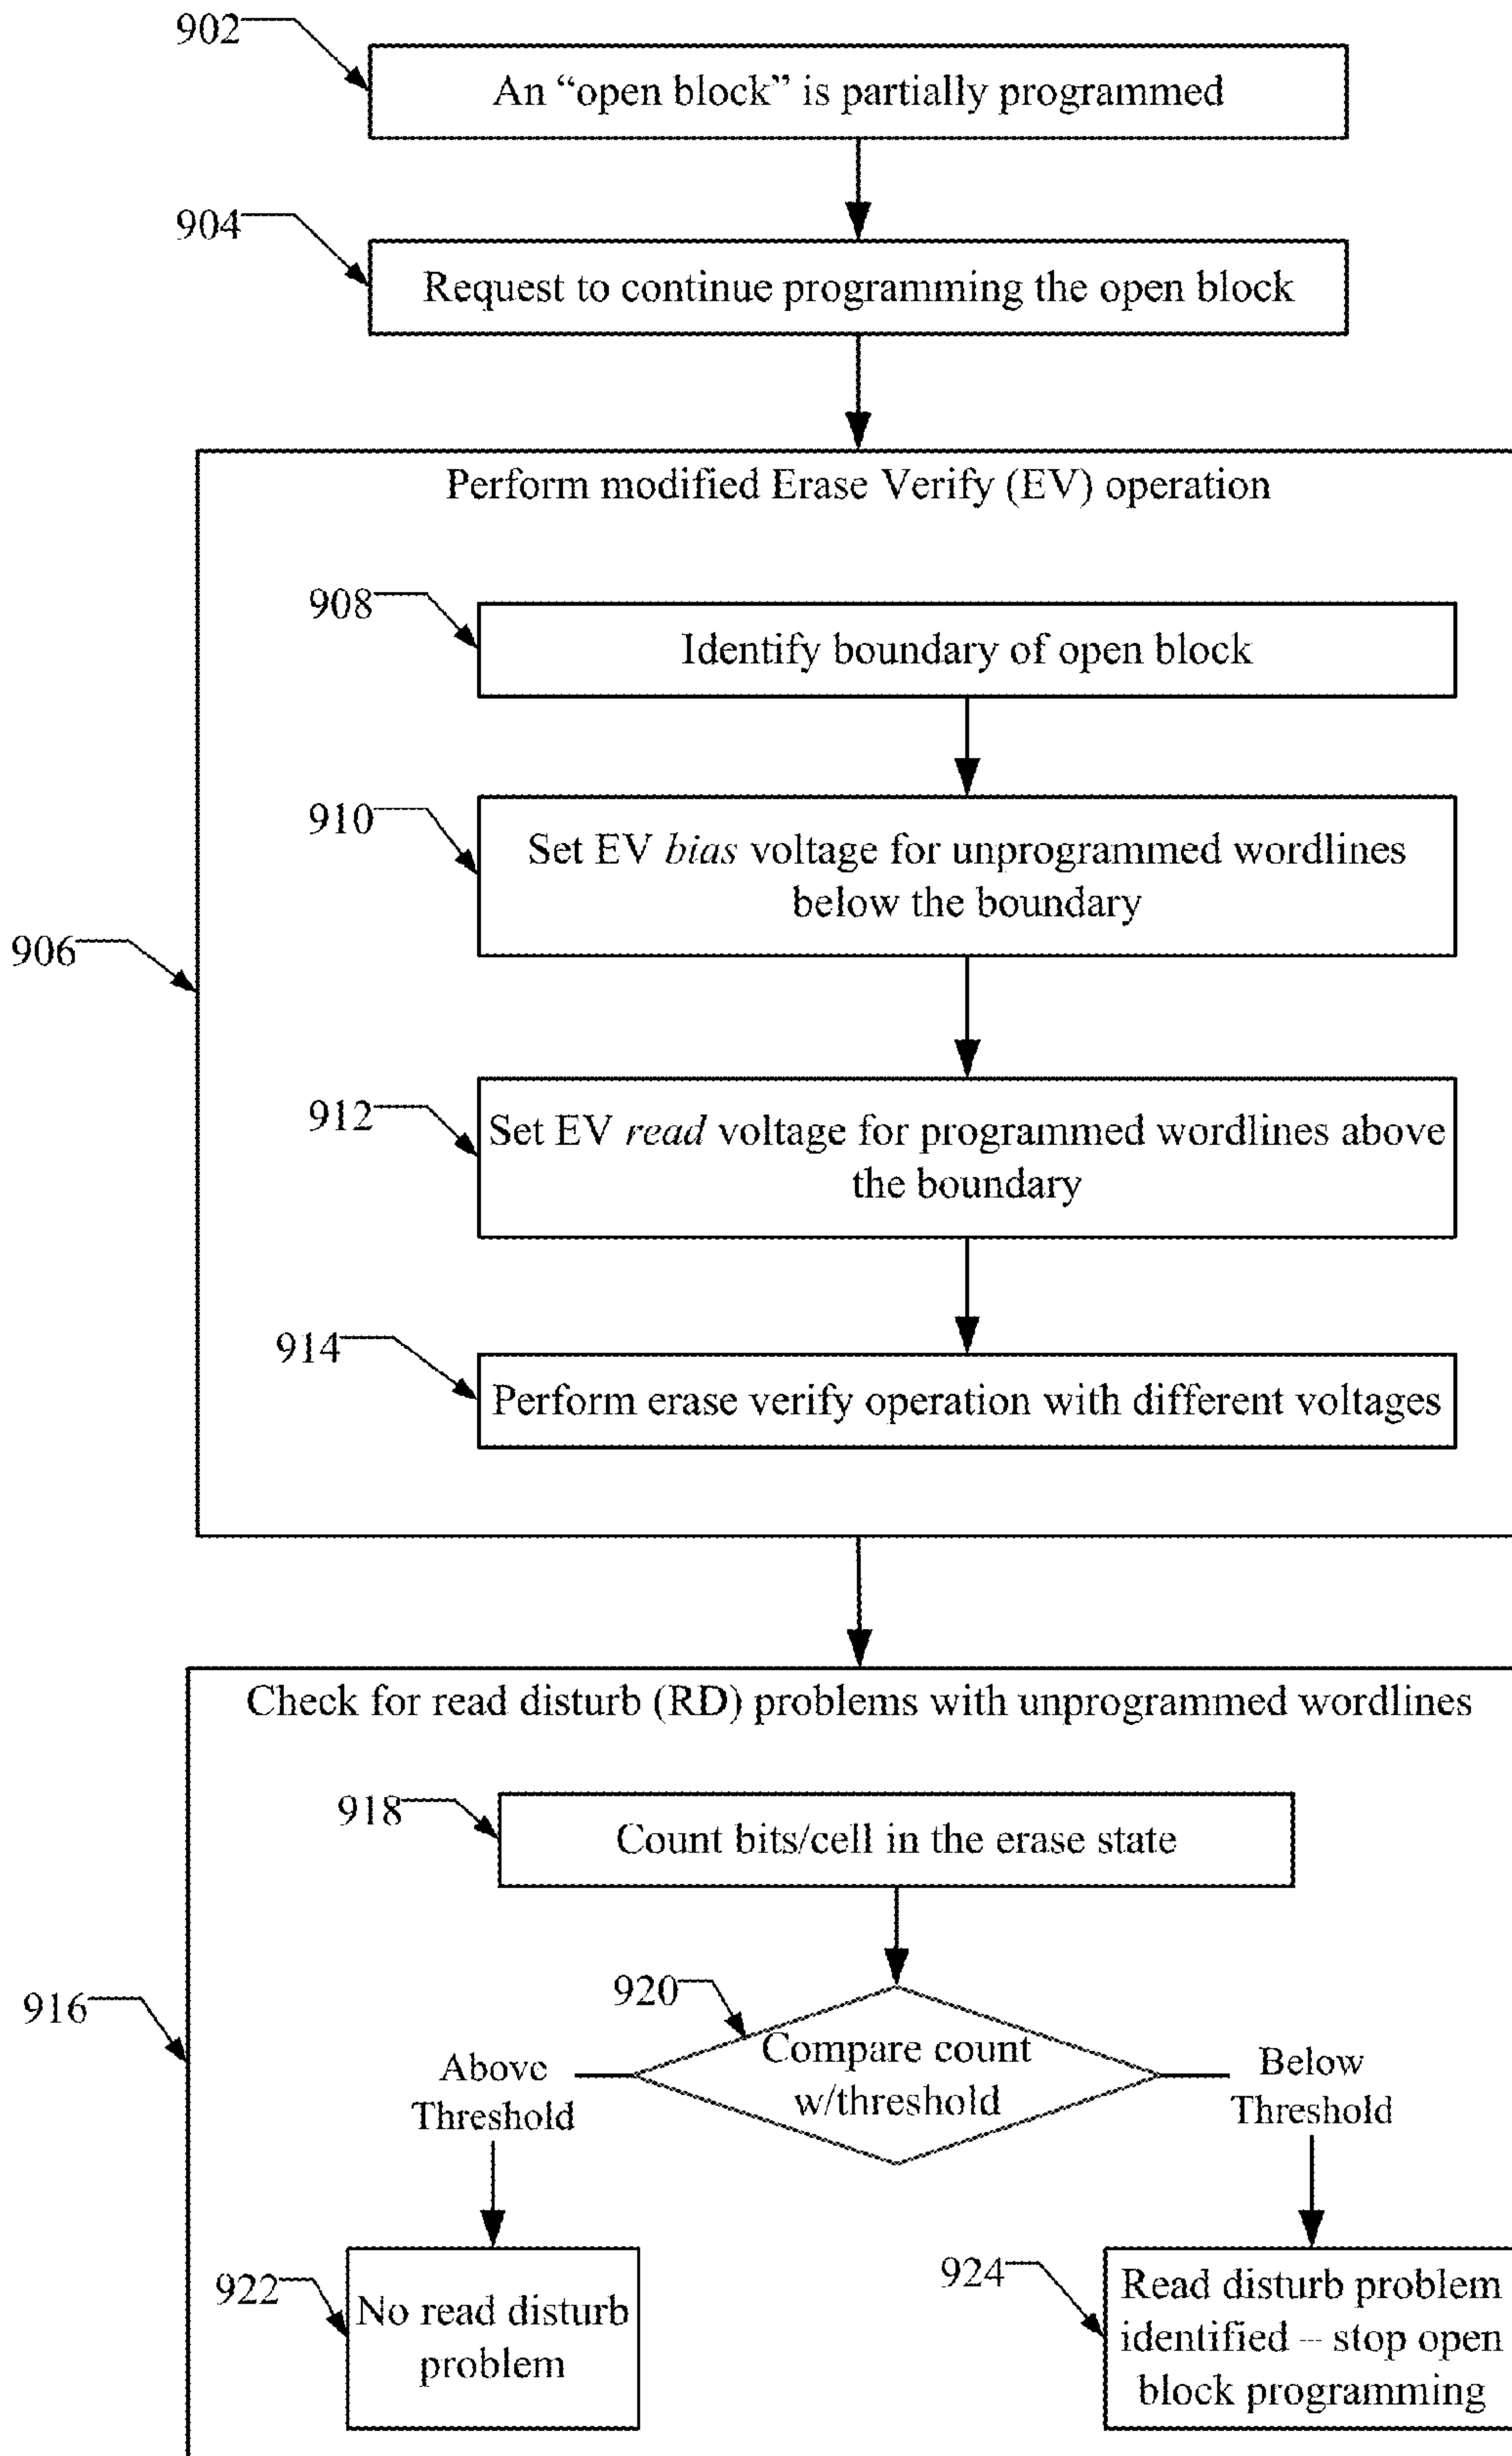 902
An “open block” is partially programmed
904
Request to continue programming the open block
Perform modified Erase Verify (EV) operation
908
Identify boundary of open block
910
Set EV bias voltage for unprogrammed wordlines
below the boundary
906
912
Set EV read voltage for programmed wordlines above
the boundary
914
Perform erase verify operation with different voltages
Check for read disturb (RD) problems with unprogrammed wordlines
918
Count bits/cell in the erase state
916
920
Compare count
w/threshold
Above
Threshold
Below
Threshold
922
No read disturb
problem
924
Read disturb problem
identified -- stop open
block programming